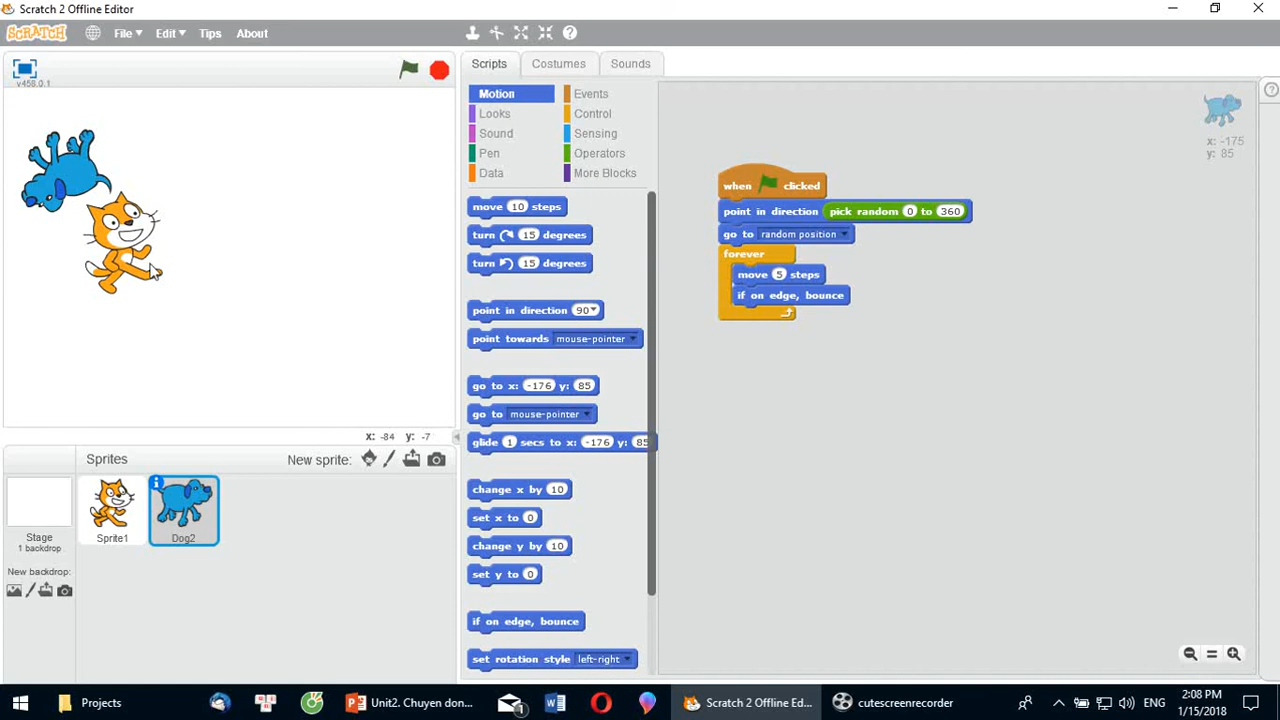 Scratch 2 Offline Editor
SCRATCH File Edit Tips About
v458.0.1
Scripts Costumes Sounds
Motion Events
Looks Control
Sound Sensing
Pen Operators
Data More Blocks
move 10 steps
turn 15 degrees
turn 15 degrees
point in direction 90
point towards mouse-pointer
go to x: -176 y: 85
go to mouse-pointer
glide 1 secs to x: -176 y: 85
change x by 10
set x to 0
change y by 10
set y to 0
if on edge, bounce
set rotation style left-right
when clicked
point in direction pick random 0 to 360
go to random position
forever
move 5 steps
if on edge, bounce
x: -175
y: 85
x: -84 y: -7
Sprites New sprite:
Stage
1 backdrop
Sprite1
Dog2
New backdrop:
Projects
Unit2. Chuyen don...
1
Scratch 2 Offline Ed...
cutescreenrecorder
ENG
2:08 PM
1/15/2018